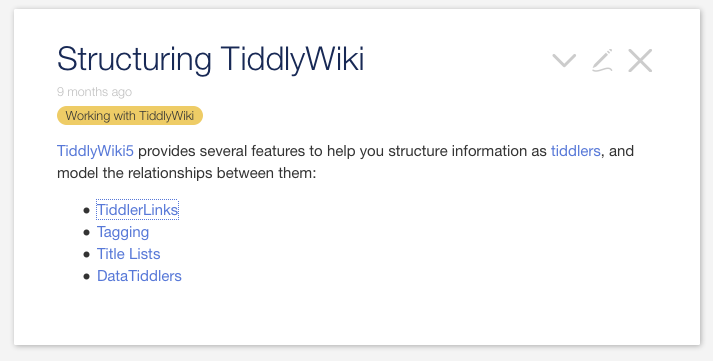 Structuring TiddlyWiki
9 months ago
Working with TiddlyWiki
TiddlyWiki5 provides several features to help you structure information as tiddlers, and
model the relationships between them:
TiddlerLinks
Tagging
Title Lists
DataTiddlers